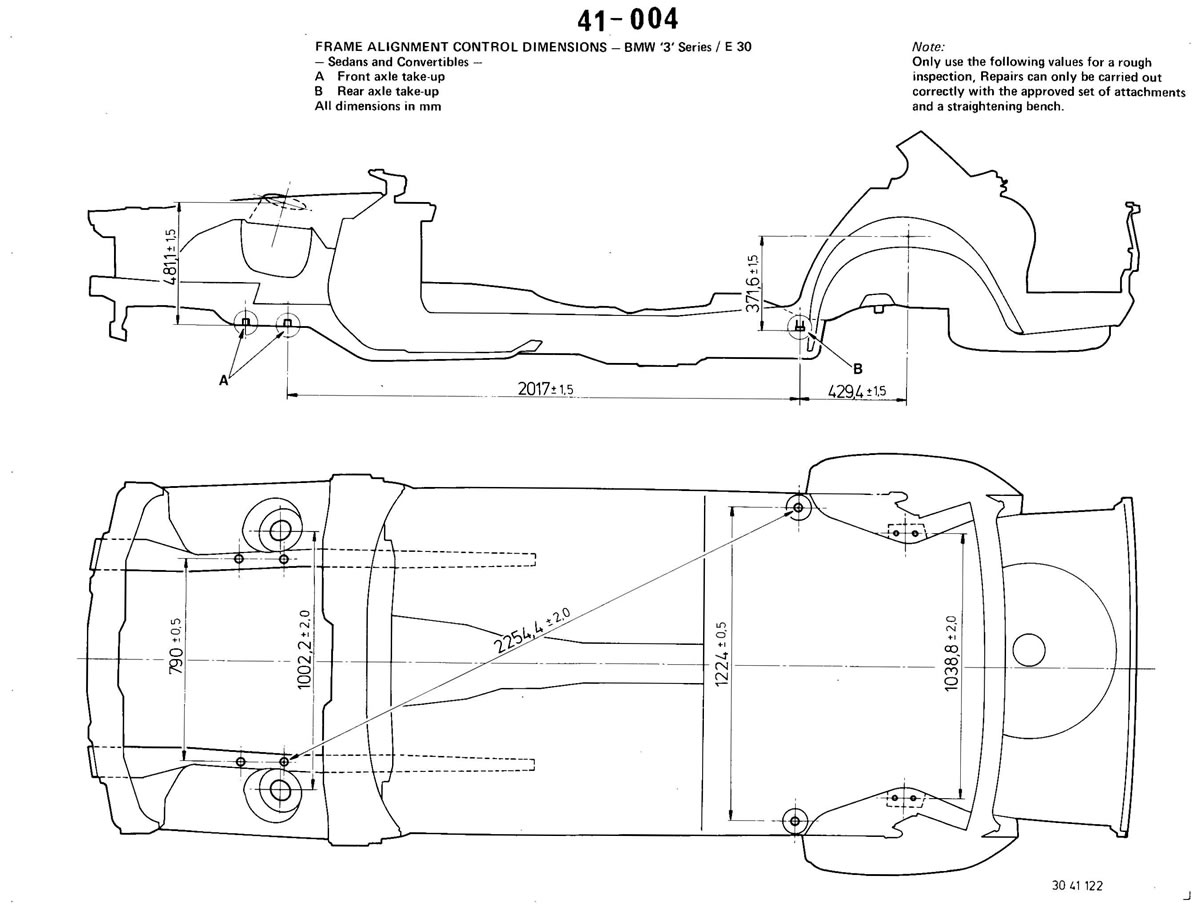 41-004
FRAME ALIGNMENT CONTROL DIMENSIONS – BMW '3' Series / E 30
– Sedans and Convertibles –
A Front axle take-up
B Rear axle take-up
All dimensions in mm
Note:
Only use the following values for a rough
inspection, Repairs can only be carried out
correctly with the approved set of attachments
and a straightening bench.
481,1 ± 1,5
371,6 ± 1,5
A
B
2017 ± 1,5
429,4 ± 1,5
790 ± 0,5
1002,2 ± 2,0
2254,4 ± 2,0
1224 ± 0,5
1038,8 ± 2,0
30 41 122